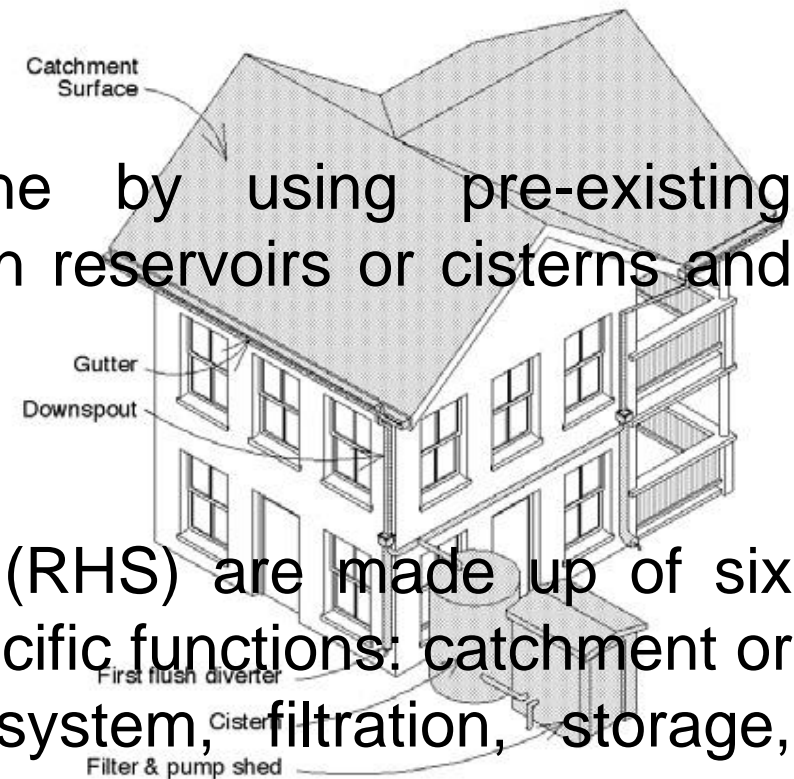 Catchment
Surface
ne by using pre-existing
n reservoirs or cisterns and
Gutter
Downspout
(RHS) are made up of six
cific functions: catchment or
First flush diverter
system, filtration, storage,
Cistern
Filter & pump shed